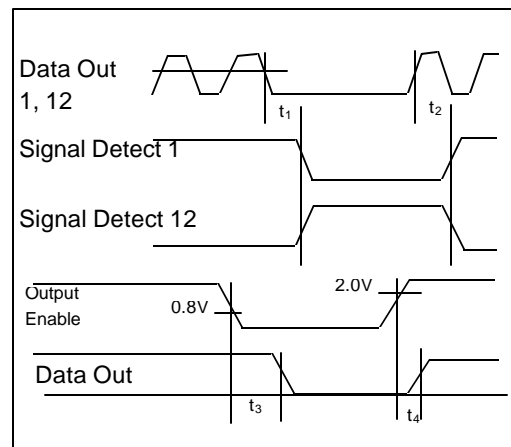 Data Out
1, 12
t1
t2
Signal Detect 1
Signal Detect 12
Output
Enable
0.8V
2.0V
Data Out
t3
t4